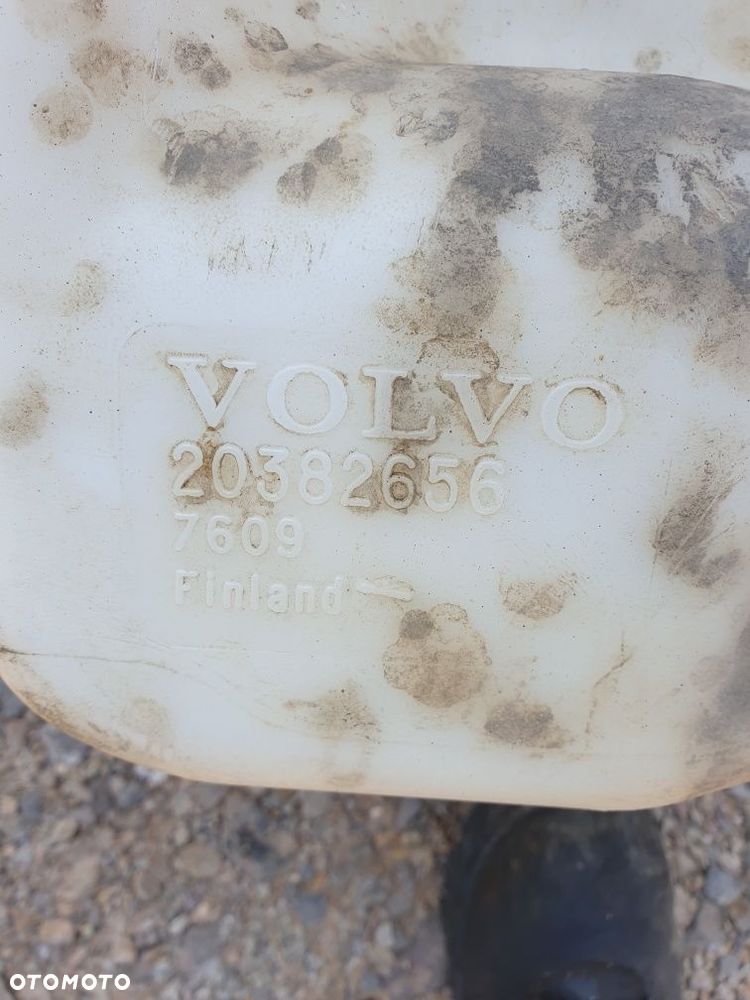 VOLVO
20382656
7609
Finland
OTOMOTO